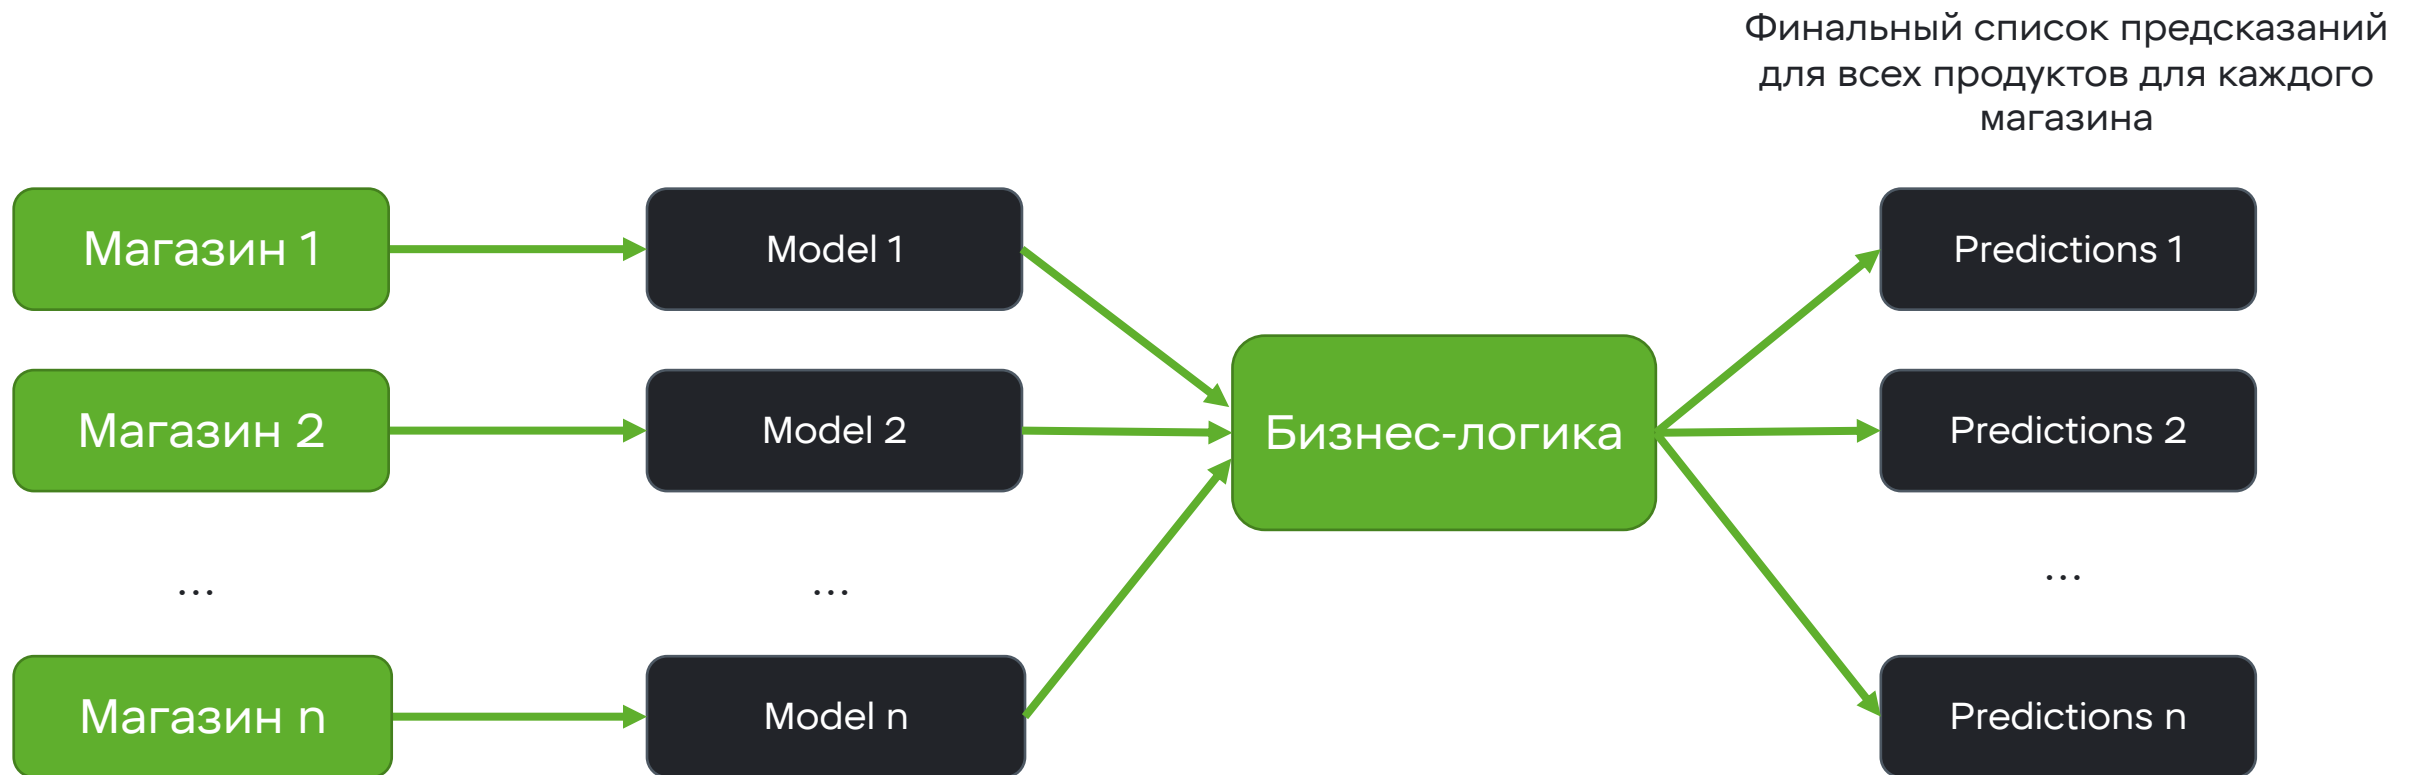 Финальный список предсказаний
для всех продуктов для каждого
магазина
Магазин 1
Model 1
Predictions 1
Магазин 2
Model 2
Бизнес-логика
Predictions 2
...
...
...
Магазин n
Model n
Predictions n